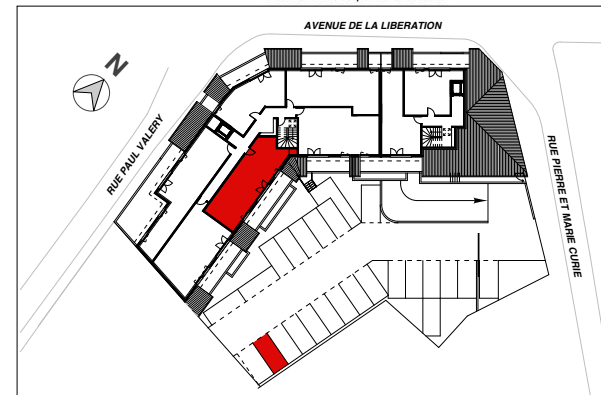 AVENUE DE LA LIBERATION
N
RUE PAUL VALERY
RUE PIERRE ET MARIE CURIE